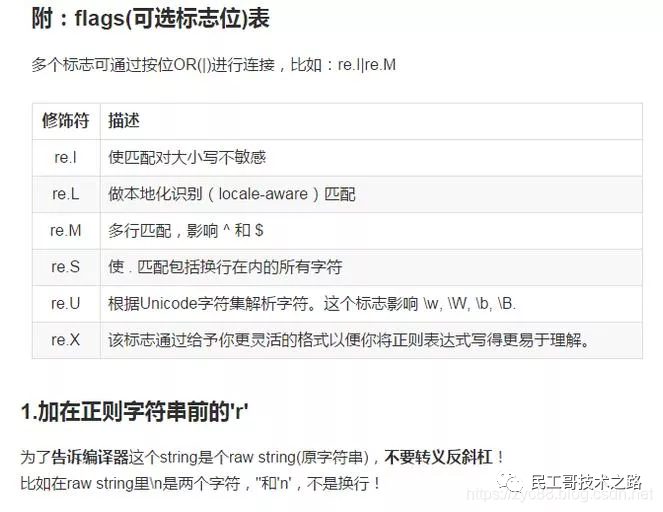 附：flags(可选标志位)表
多个标志可通过按位OR(|)进行连接，比如：re.I|re.M
修饰符 描述
re.I 使匹配对大小写不敏感
re.L 做本地化识别（locale-aware）匹配
re.M 多行匹配，影响 ^ 和 $
re.S 使 . 匹配包括换行在内的所有字符
re.U 根据Unicode字符集解析字符。这个标志影响 \w, \W, \b, \B.
re.X 该标志通过给予你更灵活的格式以便你将正则表达式写得更易于理解。
1.加在正则字符串前的'r'
为了告诉编译器这个string是个raw string(原字符串)，不要转义反斜杠！
比如在raw string里\n是两个字符，''和'n'，不是换行！
民工哥技术之路
https://zyc88.blog.csdn.net